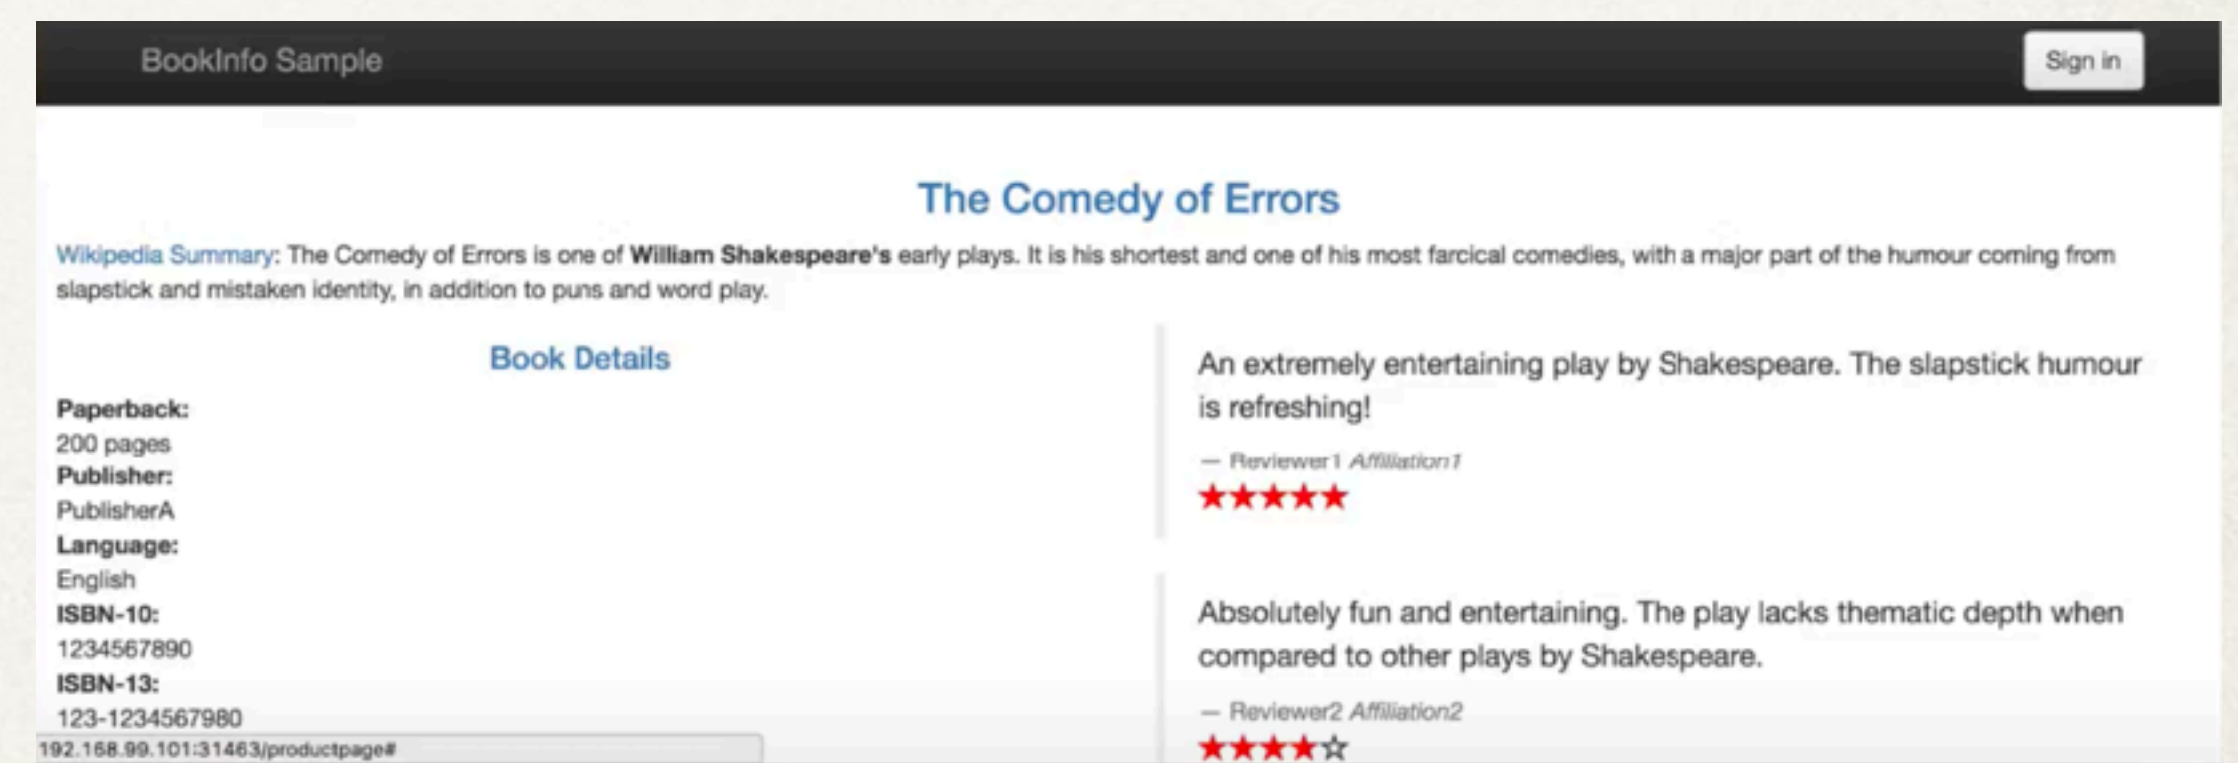 BookInfo Sample
Sign in
The Comedy of Errors
Wikipedia Summary: The Comedy of Errors is one of William Shakespeare's early plays. It is his shortest and one of his most farcical comedies, with a major part of the humour coming from
slapstick and mistaken identity, in addition to puns and word play.
Book Details
Paperback:
200 pages
Publisher:
PublisherA
Language:
English
ISBN-10:
1234567890
ISBN-13:
123-1234567980
192.168.99.101:31463/productpage#
An extremely entertaining play by Shakespeare. The slapstick humour
is refreshing!
— Reviewer1 Affiliation1
★★★★★
Absolutely fun and entertaining. The play lacks thematic depth when
compared to other plays by Shakespeare.
— Reviewer2 Affiliation2
★★★★☆